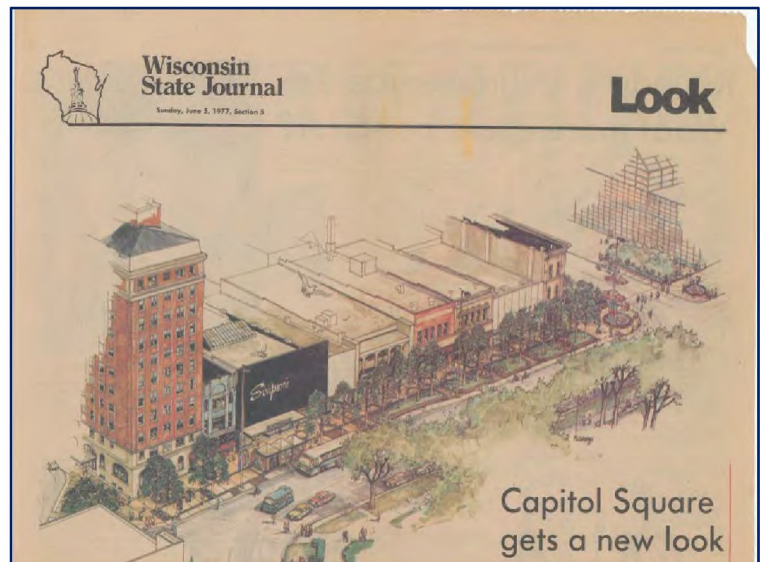 Wisconsin
State Journal
Sunday, June 5, 1977, Section 5
Look
Capitol Square
gets a new look